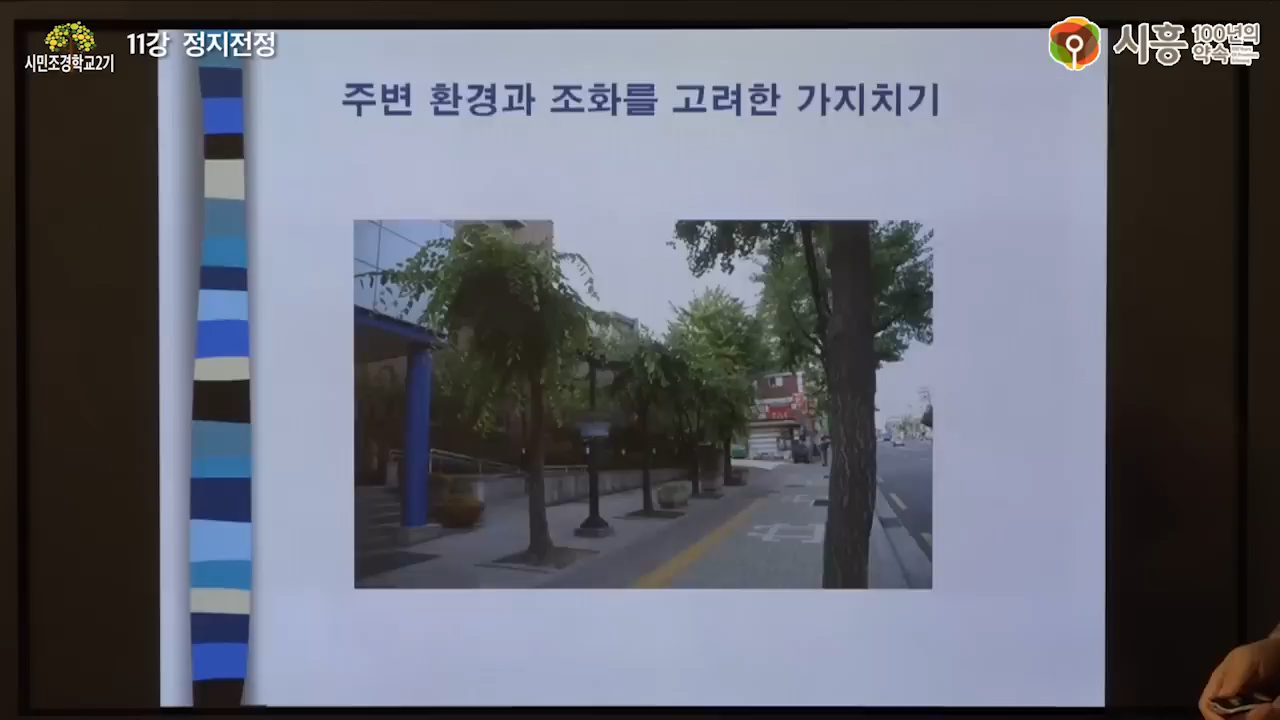 시민조경학교2기
11강 정지전정
시흥
100년의
약속
주변 환경과 조화를 고려한 가지치기